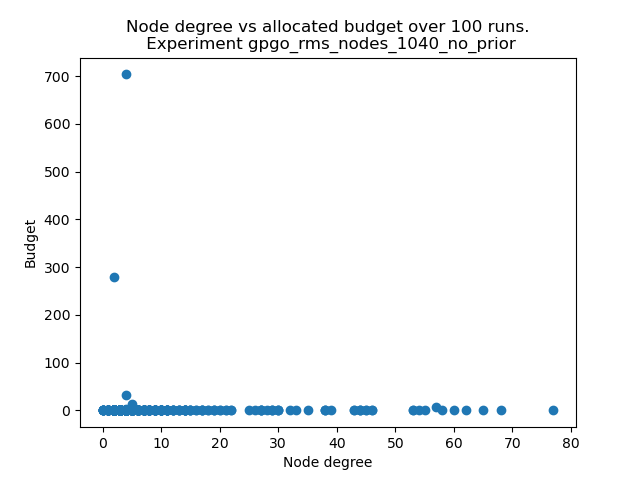 Node degree vs allocated budget over 100 runs.
Experiment gpgo_rms_nodes_1040_no_prior
700
600
500
400
300
200
100
0
Budget
0 10 20 30 40 50 60 70 80
Node degree